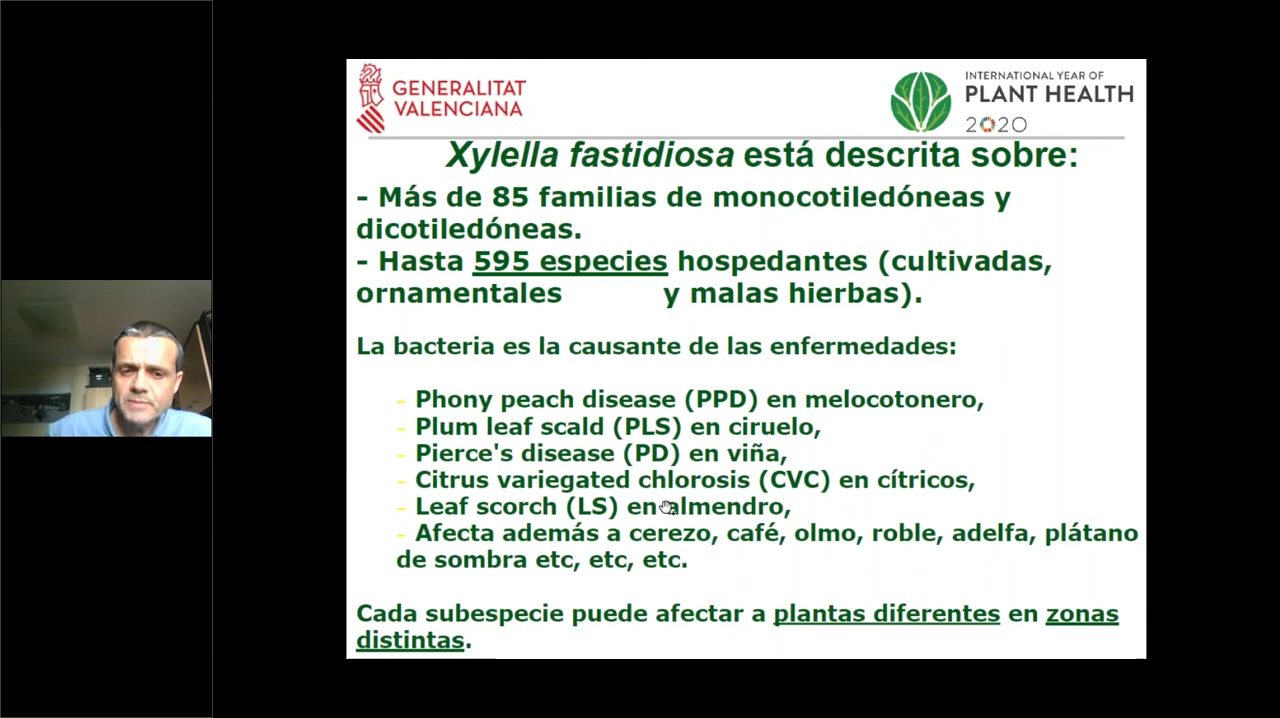 GENERALITAT
VALENCIANA
INTERNATIONAL YEAR OF
PLANT HEALTH
2020
Xylella fastidiosa está descrita sobre:
- Más de 85 familias de monocotiledóneas y
dicotiledóneas.
- Hasta 595 especies hospedantes (cultivadas,
ornamentales y malas hierbas).
La bacteria es la causante de las enfermedades:
– Phony peach disease (PPD) en melocotonero,
– Plum leaf scald (PLS) en ciruelo,
– Pierce's disease (PD) en viña,
– Citrus variegated chlorosis (CVC) en cítricos,
– Leaf scorch (LS) en almendro,
– Afecta además a cerezo, café, olmo, roble, adelfa, plátano
de sombra etc, etc, etc.
Cada subespecie puede afectar a plantas diferentes en zonas
distintas.